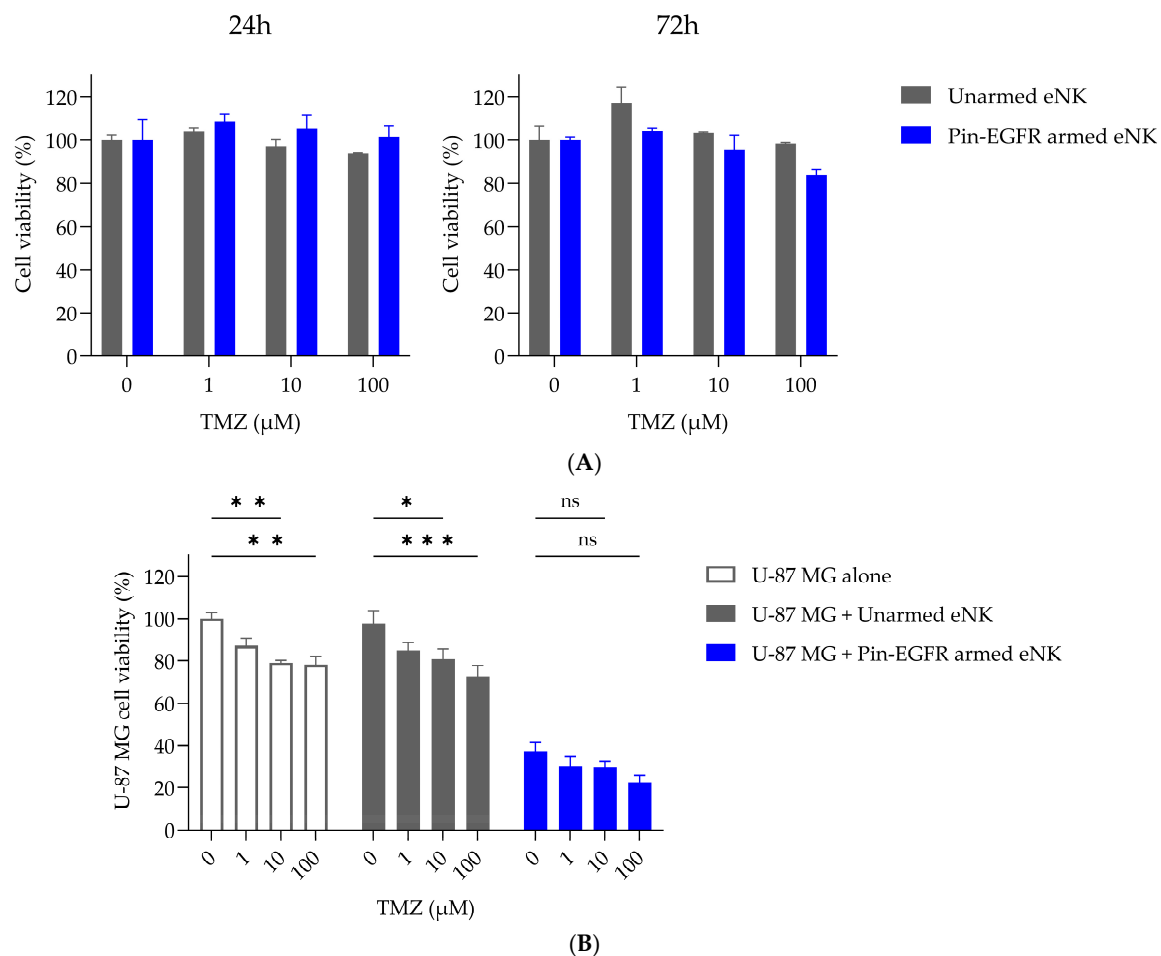 24h
72h
Cell viability (%)
120
100
80
60
40
20
0
0 1 10 100
TMZ (μM)
Cell viability (%)
120
100
80
60
40
20
0
0 1 10 100
TMZ (μM)
Unarmed eNK
Pin-EGFR armed eNK
(A)
* * * ns
* * * * * ns
U-87 MG cell viability (%)
120
100
80
60
40
20
0
0 1 10 100 0 1 10 100 0 1 10 100
TMZ (μM)
U-87 MG alone
U-87 MG + Unarmed eNK
U-87 MG + Pin-EGFR armed eNK
(B)